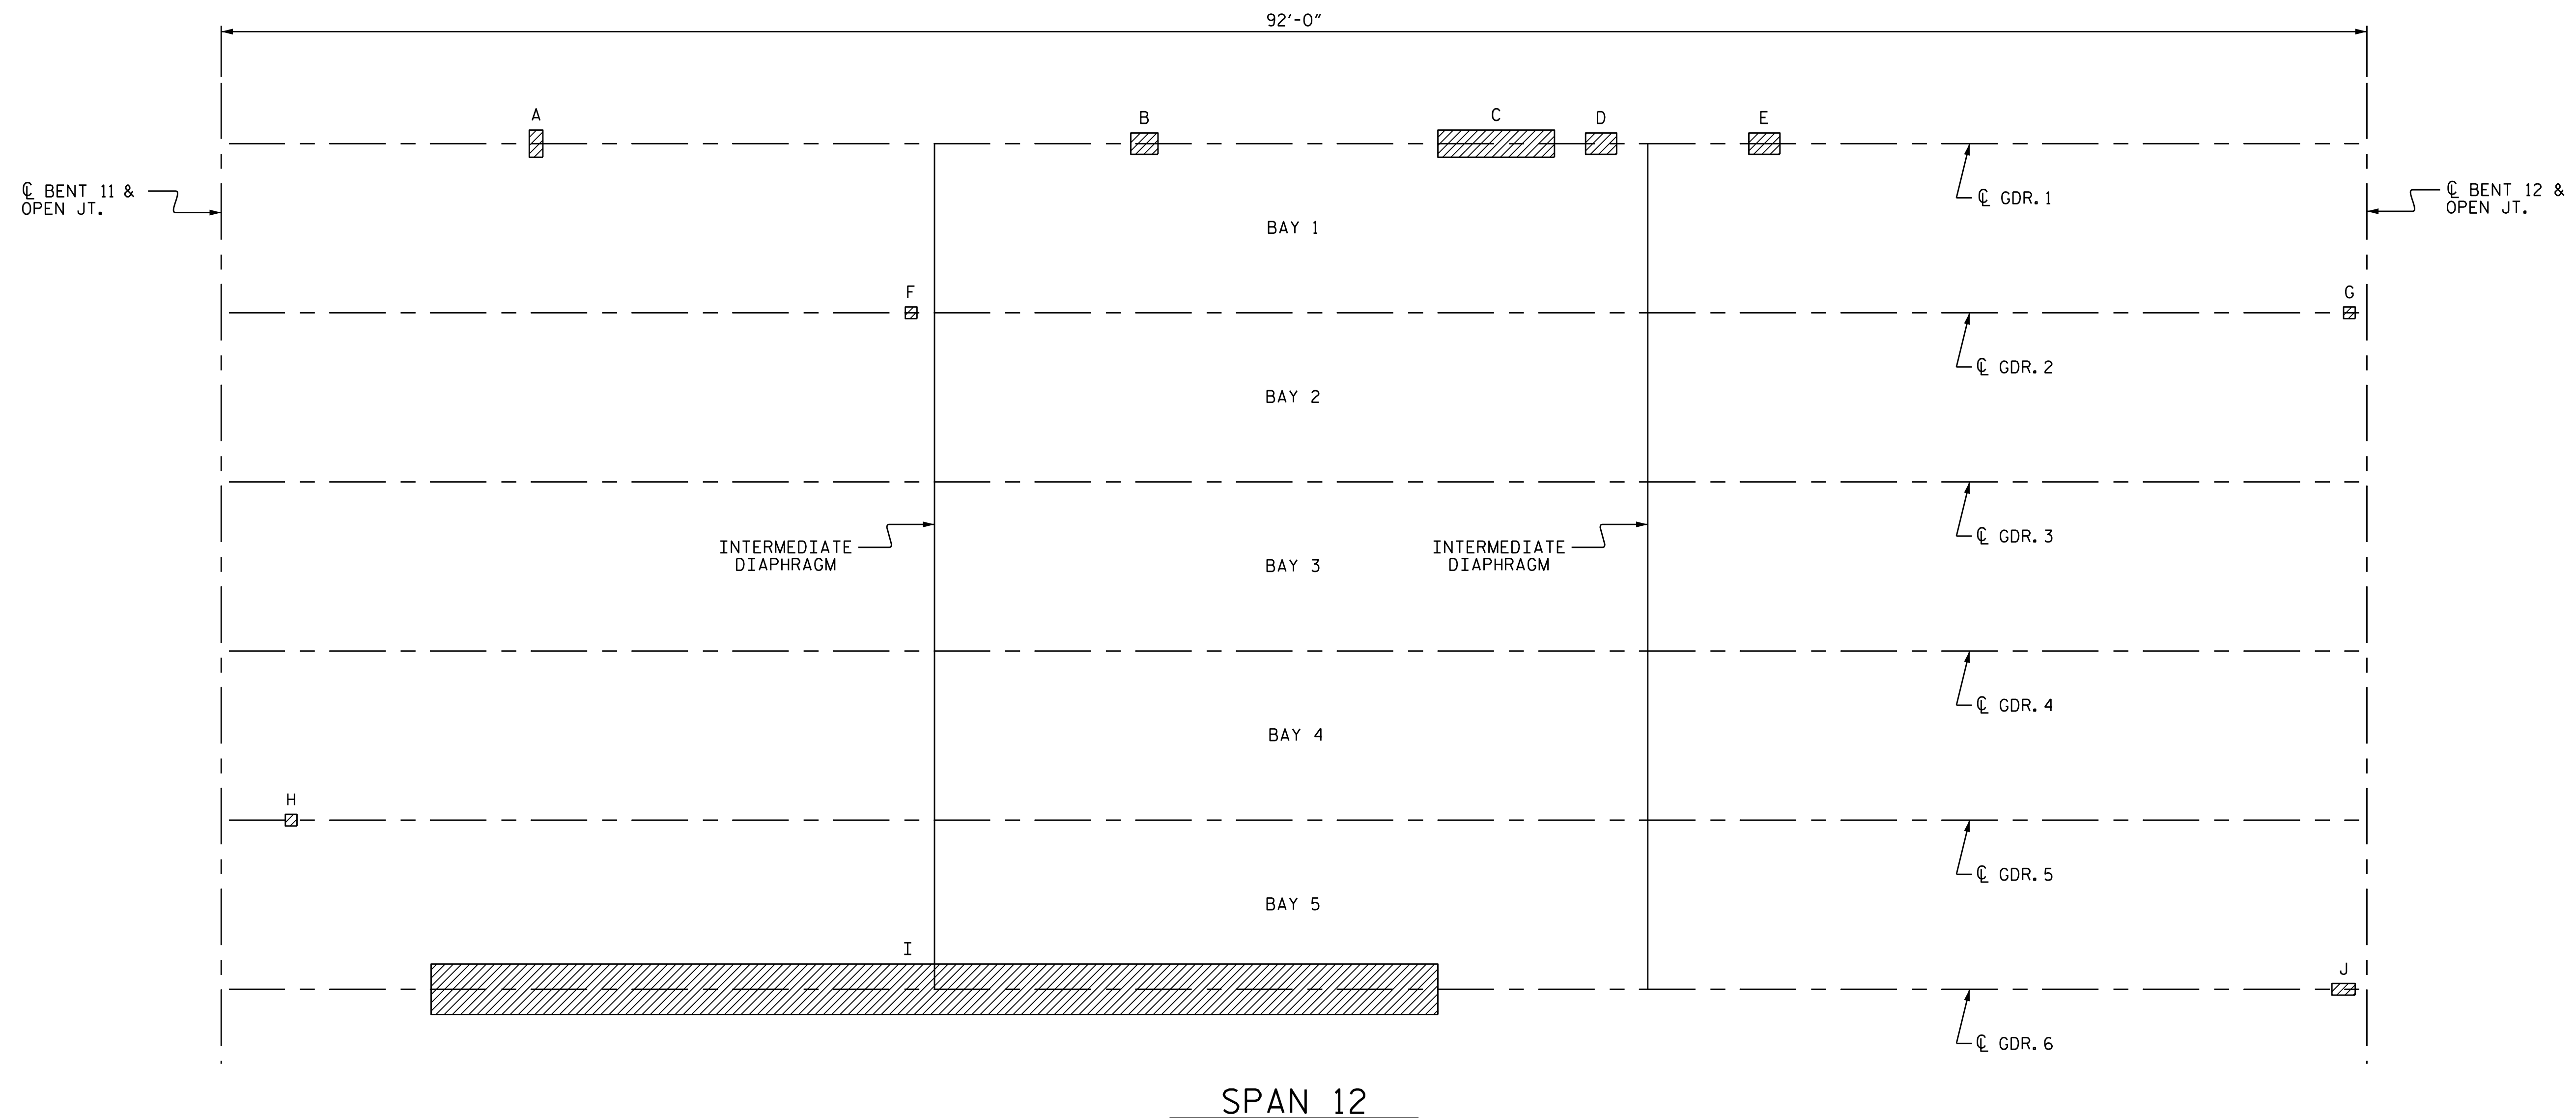 92'-0"
A
B
C
D
E
℄ BENT 11 &
OPEN JT.
℄ BENT 12 &
OPEN JT.
℄ GDR. 1
BAY 1
F
G
℄ GDR. 2
BAY 2
℄ GDR. 3
INTERMEDIATE
DIAPHRAGM
INTERMEDIATE
DIAPHRAGM
BAY 3
℄ GDR. 4
BAY 4
H
℄ GDR. 5
BAY 5
I
J
℄ GDR. 6
SPAN 12